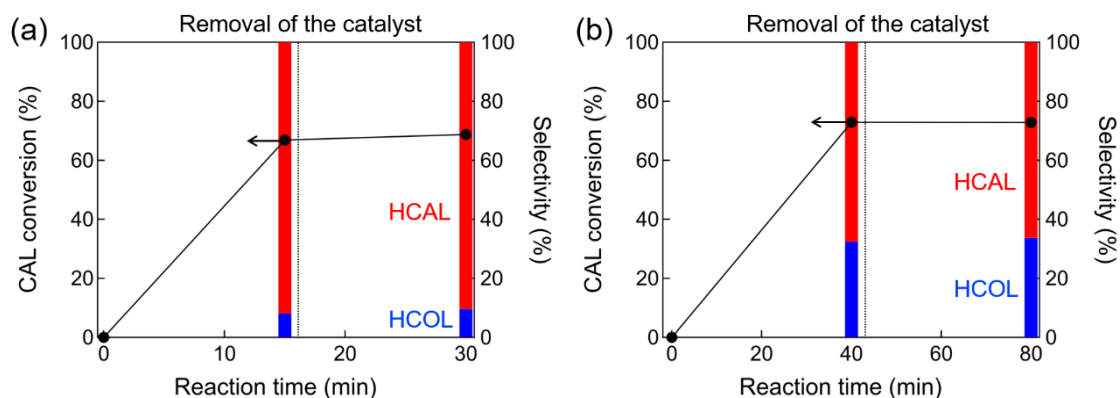 (a)
Removal of the catalyst
100
80
60
40
20
0
CAL conversion (%)
100
80
60
40
20
0
Selectivity (%)
HCAL
HCOL
0
10
20
30
Reaction time (min)
(b)
Removal of the catalyst
100
80
60
40
20
0
CAL conversion (%)
100
80
60
40
20
0
Selectivity (%)
HCAL
HCOL
0
20
40
60
80
Reaction time (min)